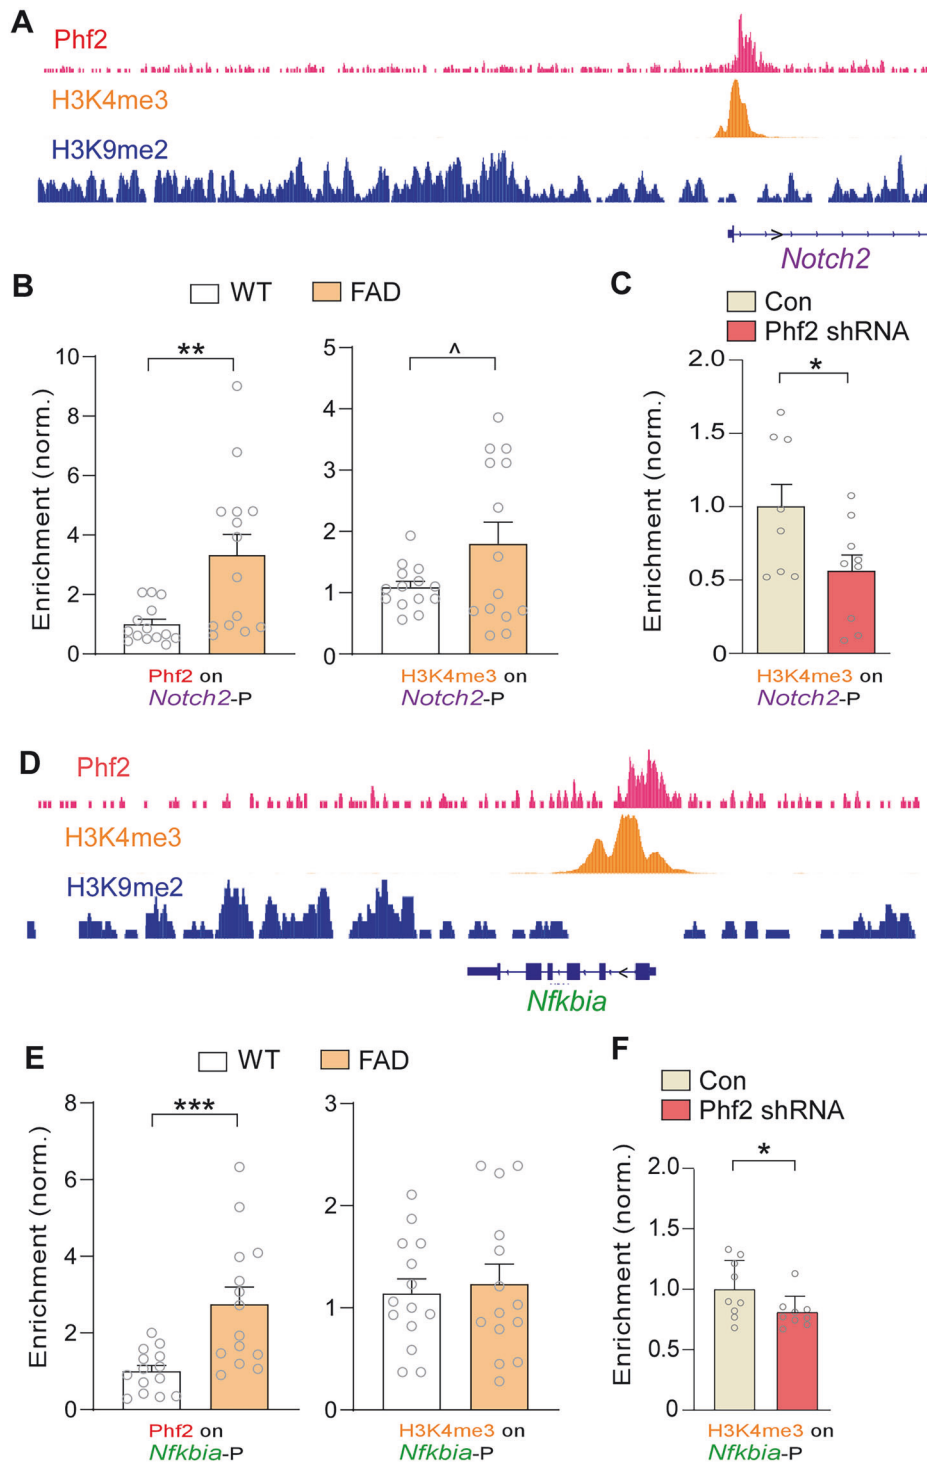 A
Phf2
H3K4me3
H3K9me2
Notch2
B
WT
FAD
Enrichment (norm.)
10
8
6
4
2
0
**
Phf2 on
Notch2-P
5
4
3
2
1
0
^
H3K4me3 on
Notch2-P
C
Con
Phf2 shRNA
Enrichment (norm.)
2.0
1.5
1.0
0.5
0
*
H3K4me3 on
Notch2-P
D
Phf2
H3K4me3
H3K9me2
Nfkbia
E
WT
FAD
Enrichment (norm.)
8
6
4
2
0
***
Phf2 on
Nfkbia-P
3
2
1
0
H3K4me3 on
Nfkbia-P
F
Con
Phf2 shRNA
Enrichment (norm.)
2.0
1.5
1.0
0.5
0
*
H3K4me3 on
Nfkbia-P